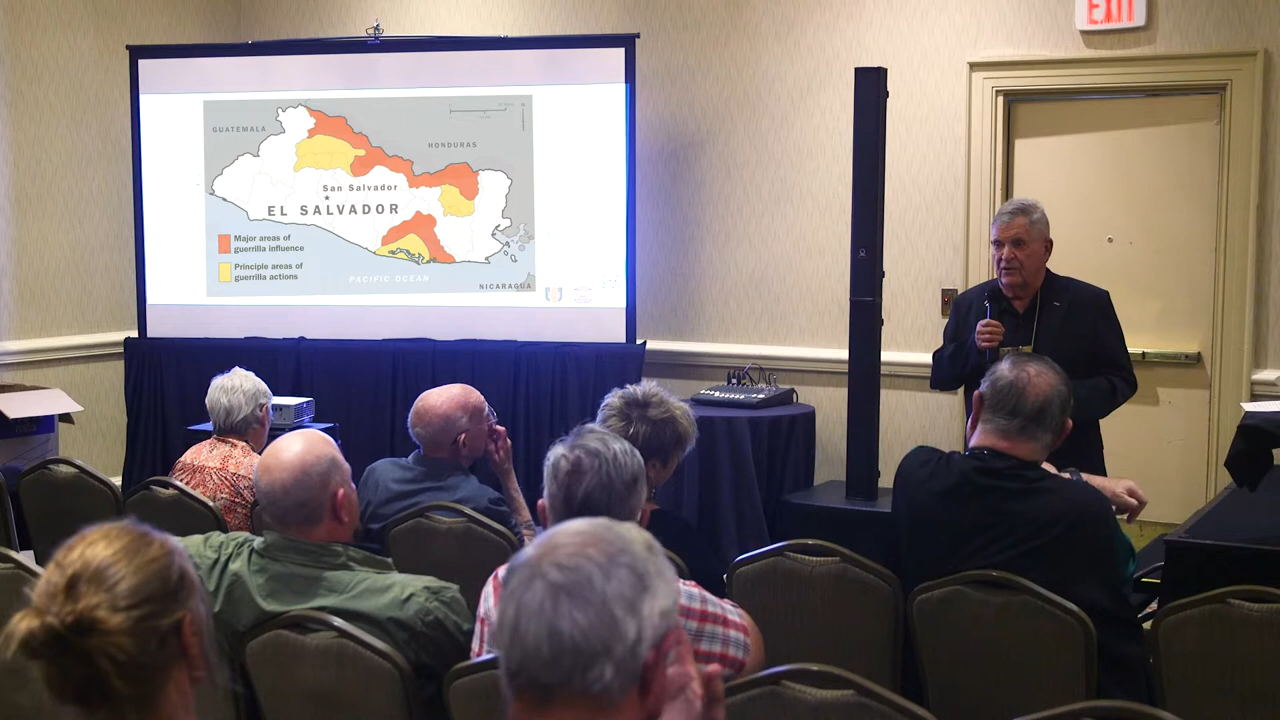 EXIT
GUATEMALA
HONDURAS
San Salvador
EL SALVADOR
Major areas of
guerrilla influence
Principle areas of
guerrilla actions
PACIFIC OCEAN
NICARAGUA